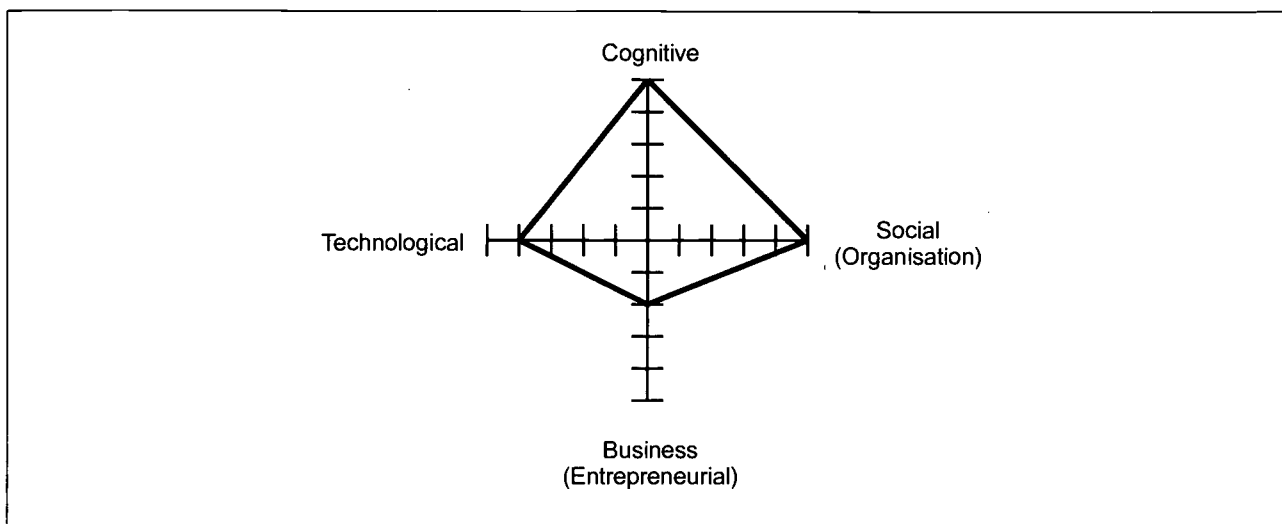 Cognitive
Technological
Social
(Organisation)
Business
(Entrepreneurial)